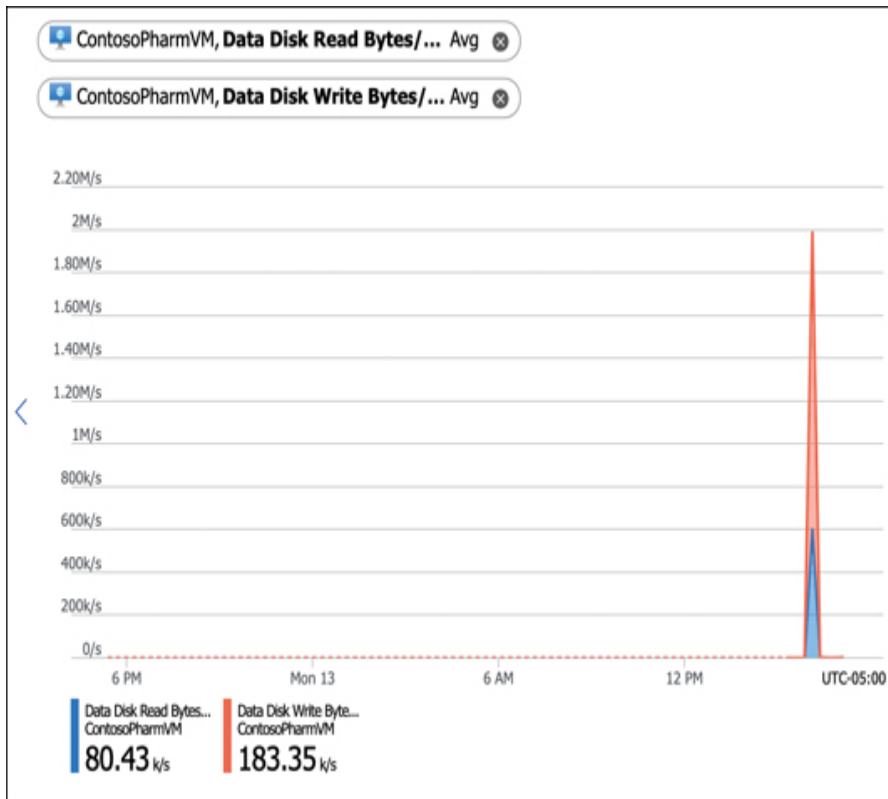 ContosoPharmVM, Data Disk Read Bytes/... Avg
ContosoPharmVM, Data Disk Write Bytes/... Avg
2.20M/s
2M/s
1.80M/s
1.60M/s
1.40M/s
1.20M/s
1M/s
800k/s
600k/s
400k/s
200k/s
0/s
6 PM Mon 13 6 AM 12 PM UTC-05:00
Data Disk Read Bytes... Data Disk Write Byte...
ContosoPharmVM ContosoPharmVM
80.43 k/s 183.35 k/s